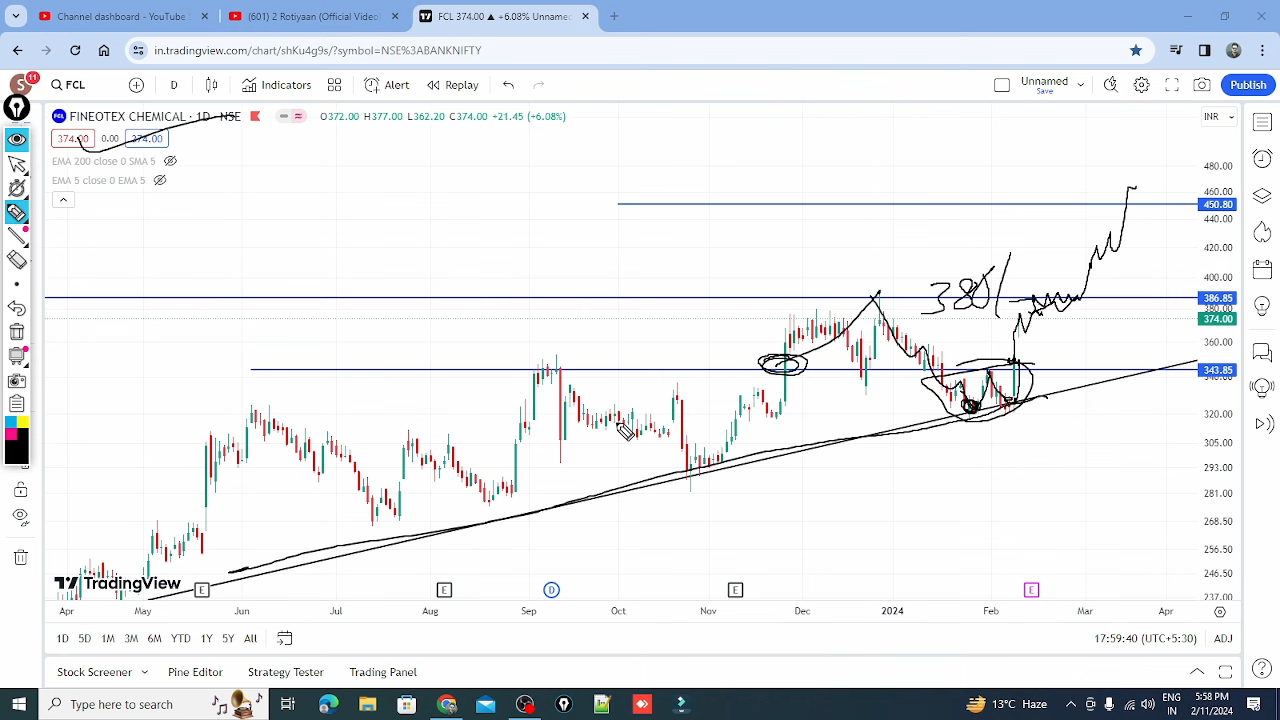 Channel dashboard - YouTube
(601) 2 Rotiyaan (Official Video)
FCL 374.00 ▲ +6.08% Unname
in.tradingview.com/chart/shKu4g9s/?symbol=NSE%3ABANKNIFTY
S 11 FCL D Indicators Alert Replay Unnamed Save Publish
FINEOTEX CHEMICAL · 1D · NSE O372.00 H377.00 L362.20 C374.00 +21.45 (+6.08%) INR
374.00 0.00 374.00
EMA 200 close 0 SMA 5
EMA 5 close 0 EMA 5
480.00
460.00
450.80
440.00
420.00
400.00
380/
386.85
380.00
374.00
360.00
343.85
340.00
320.00
305.00
293.00
281.00
268.50
256.50
246.50
237.00
TradingView
E E D E E
Apr May Jun Jul Aug Sep Oct Nov Dec 2024 Feb Mar Apr
1D 5D 1M 3M 6M YTD 1Y 5Y All 17:59:40 (UTC+5:30) ADJ
Stock Screener Pine Editor Strategy Tester Trading Panel
Type here to search 13°C Haze ENG IN 5:58 PM 2/11/2024